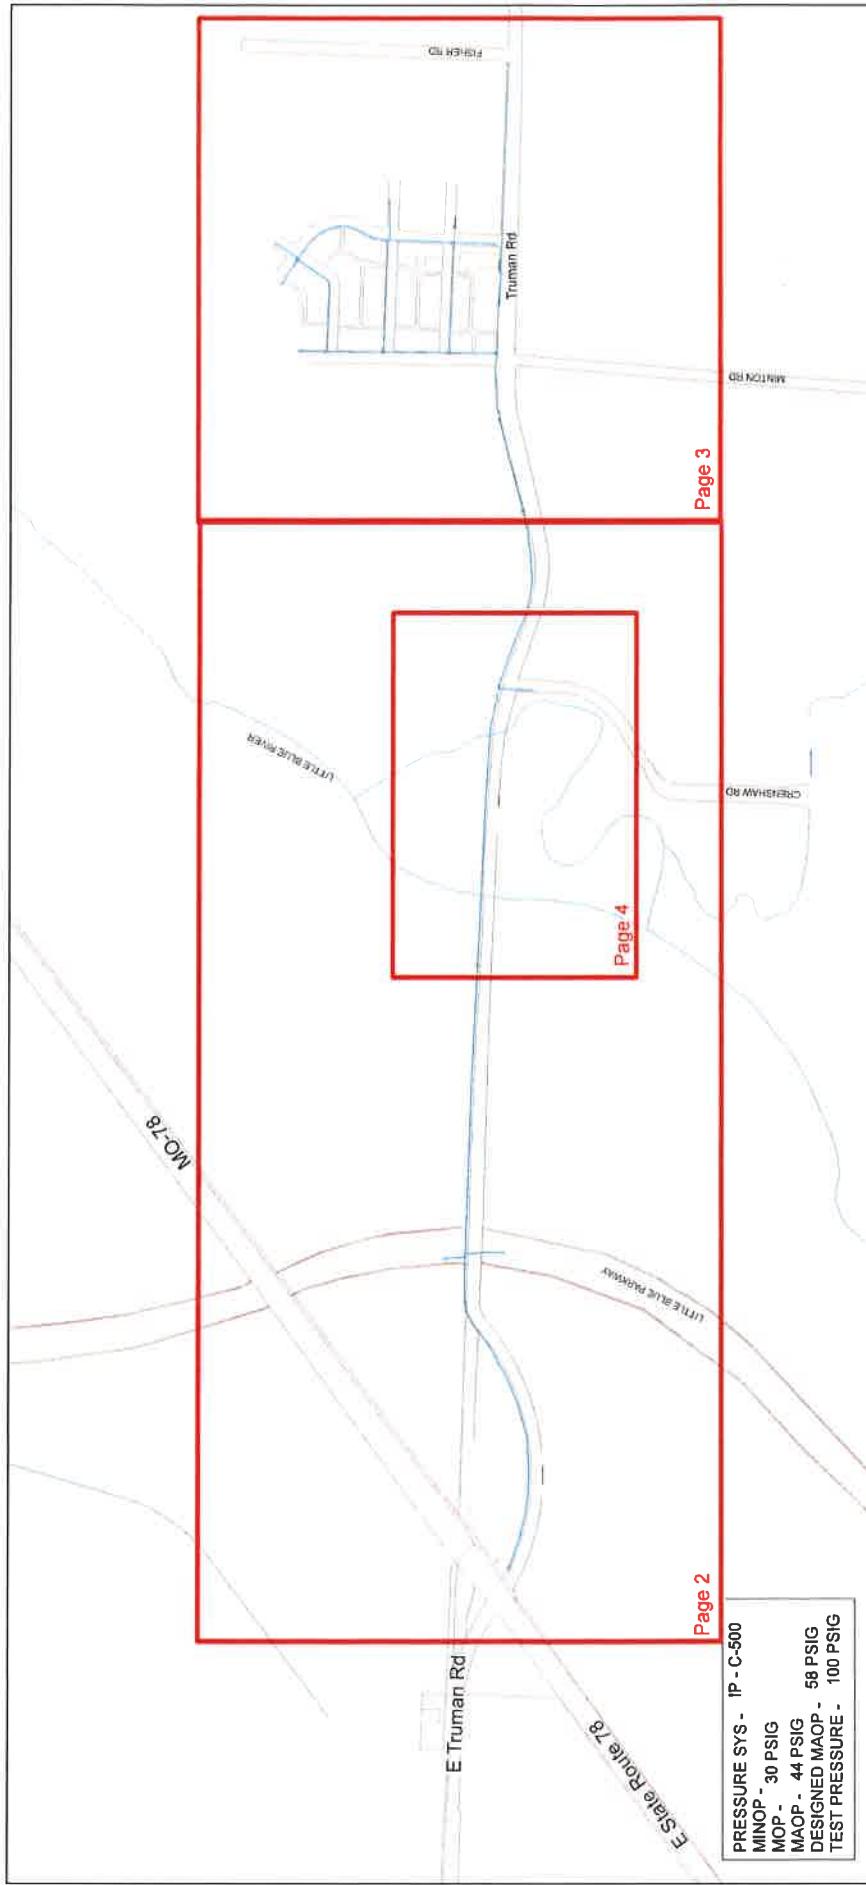 FISHER RD
Truman Rd
MINTON RD
Page 3
LITTLE BLUE RIVER
CRENSHAW RD
Page 4
MO-78
LITTLE BLUE PARKWAY
Page 2
E Truman Rd
E State Route 78
PRESSURE SYS - IP - C-500
MINOP -
MOP - 30 PSIG
MAOP - 44 PSIG
DESIGNED MAOP - 58 PSIG
TEST PRESSURE - 100 PSIG